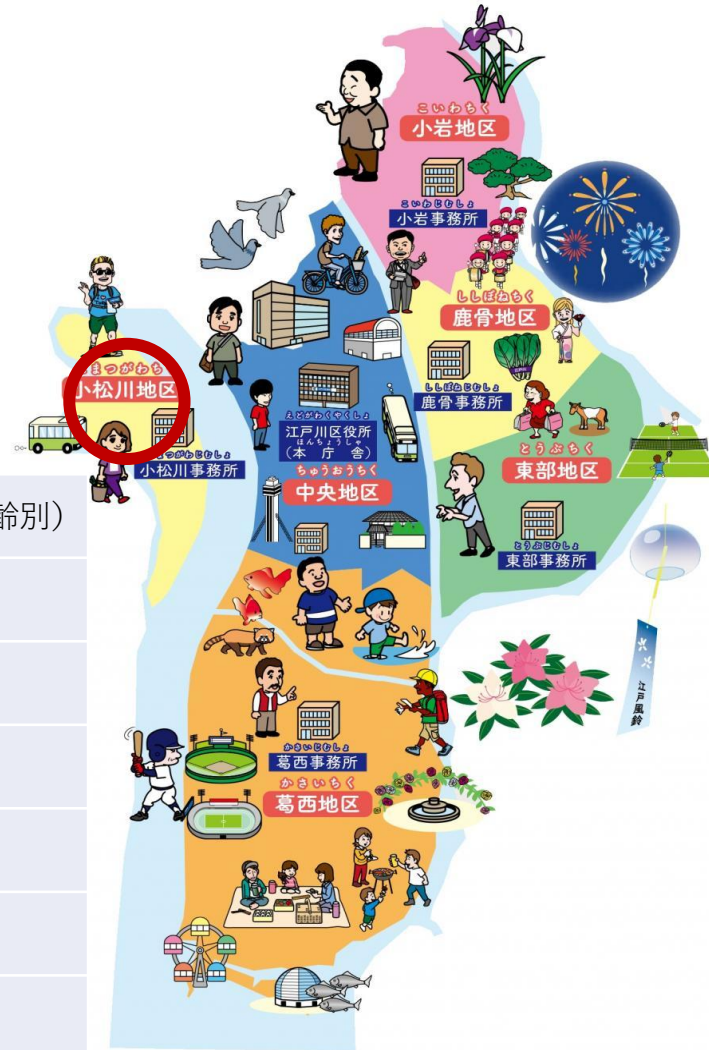 こいわちく
小岩地区
こいわじむしょ
小岩事務所
ししぼねちく
鹿骨地区
ししぼねじむしょ
鹿骨事務所
まつがわち
小松川地区
つがわじむしょ
小松川事務所
えどがわくやくしょ
江戸川区役所
ほんちょうしゃ
(本庁舎)
ちゅうおうちく
中央地区
とうぶちく
東部地区
とうぶじむしょ
東部事務所
齢別)
江戸風鈴
かさいじむしょ
葛西事務所
かさいちく
葛西地区